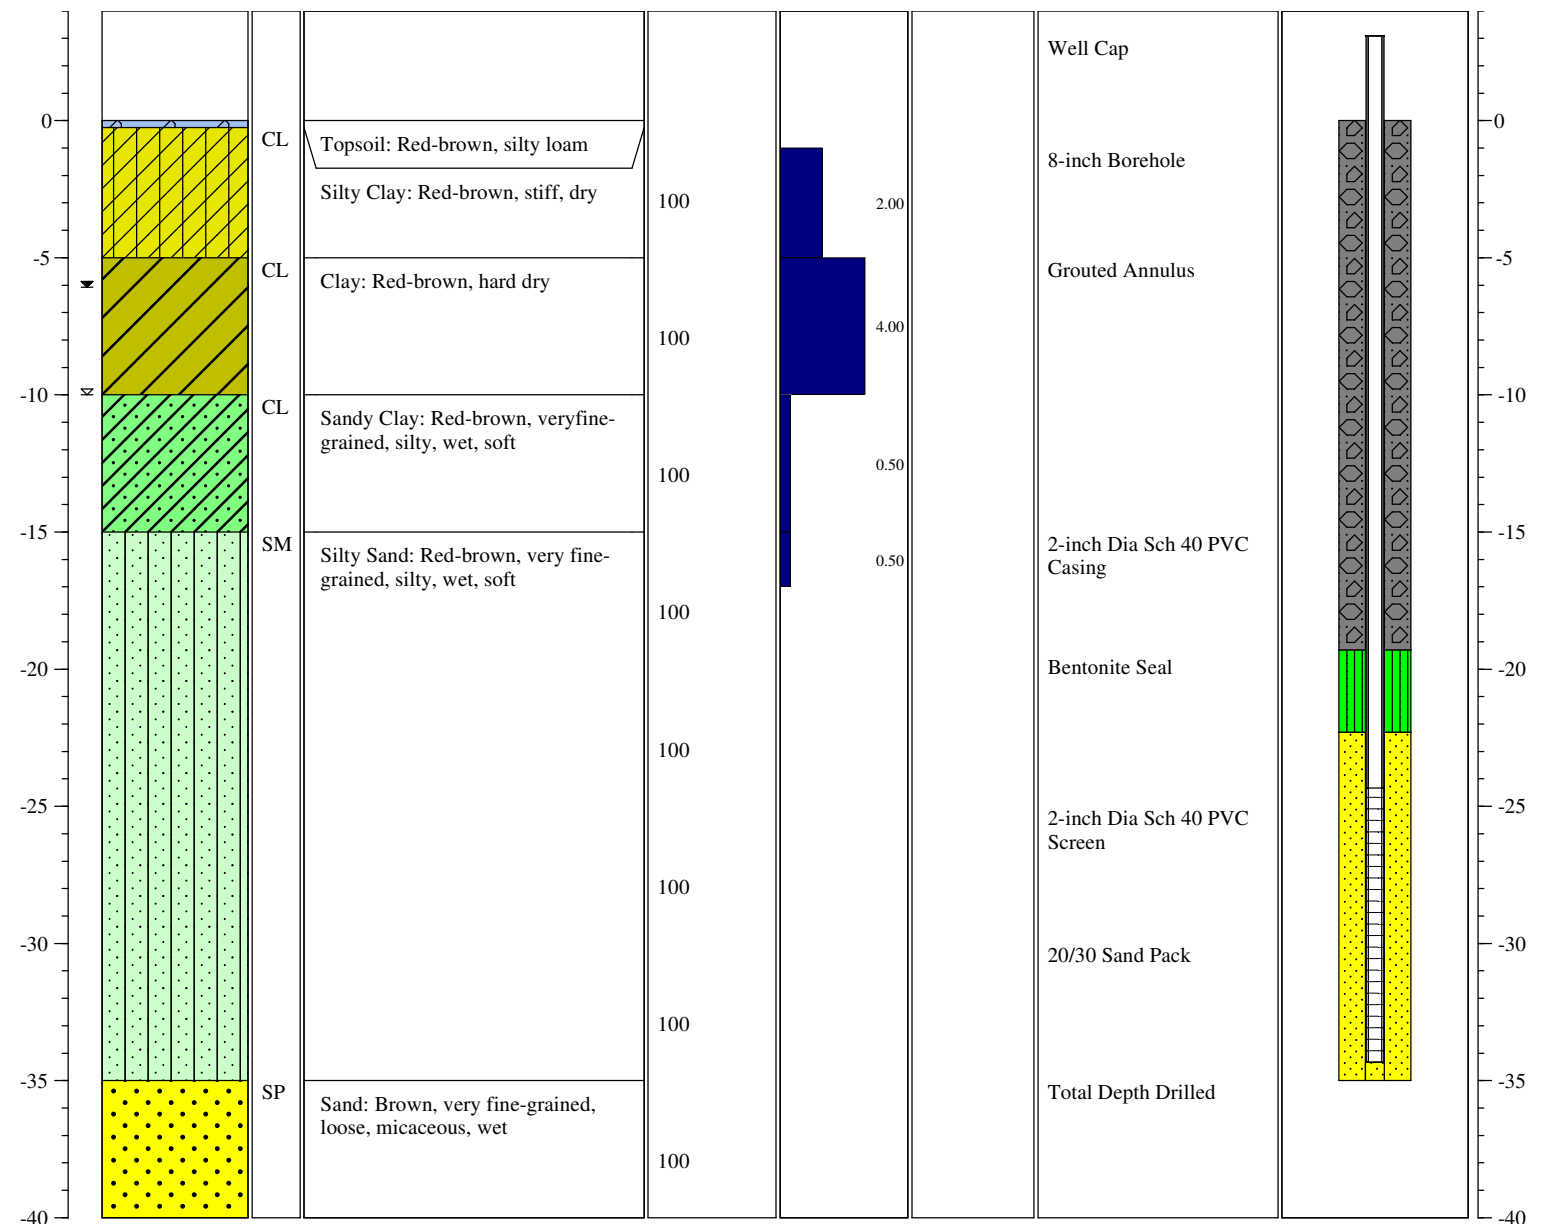 Well Cap
0
0
CL
Topsoil: Red-brown, silty loam
8-inch Borehole
Silty Clay: Red-brown, stiff, dry
100
2.00
-5
-5
CL
Clay: Red-brown, hard dry
Grouted Annulus
100
4.00
-10
-10
CL
Sandy Clay: Red-brown, veryfine-
grained, silty, wet, soft
100
0.50
-15
-15
SM
Silty Sand: Red-brown, very fine-
grained, silty, wet, soft
0.50
2-inch Dia Sch 40 PVC
Casing
100
-20
-20
Bentonite Seal
100
-25
-25
2-inch Dia Sch 40 PVC
Screen
100
-30
-30
20/30 Sand Pack
100
-35
-35
SP
Sand: Brown, very fine-grained,
loose, micaceous, wet
Total Depth Drilled
100
-40
-40